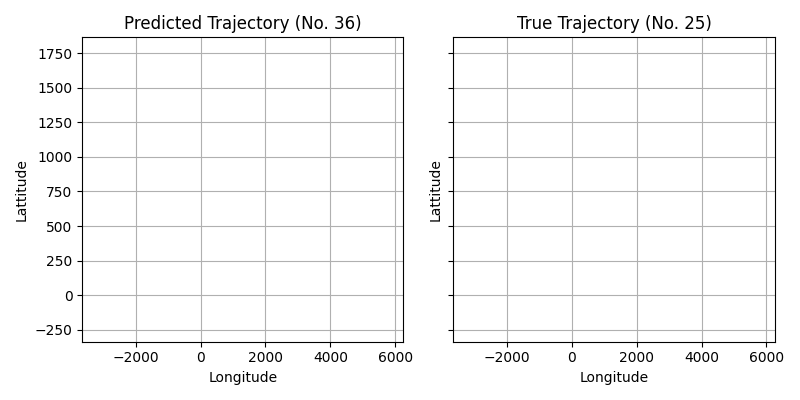 Predicted Trajectory (No. 36)
True Trajectory (No. 25)
1750
1500
1250
1000
750
500
250
0
−250
Lattitude
Lattitude
−2000 0 2000 4000 6000
−2000 0 2000 4000 6000
Longitude
Longitude